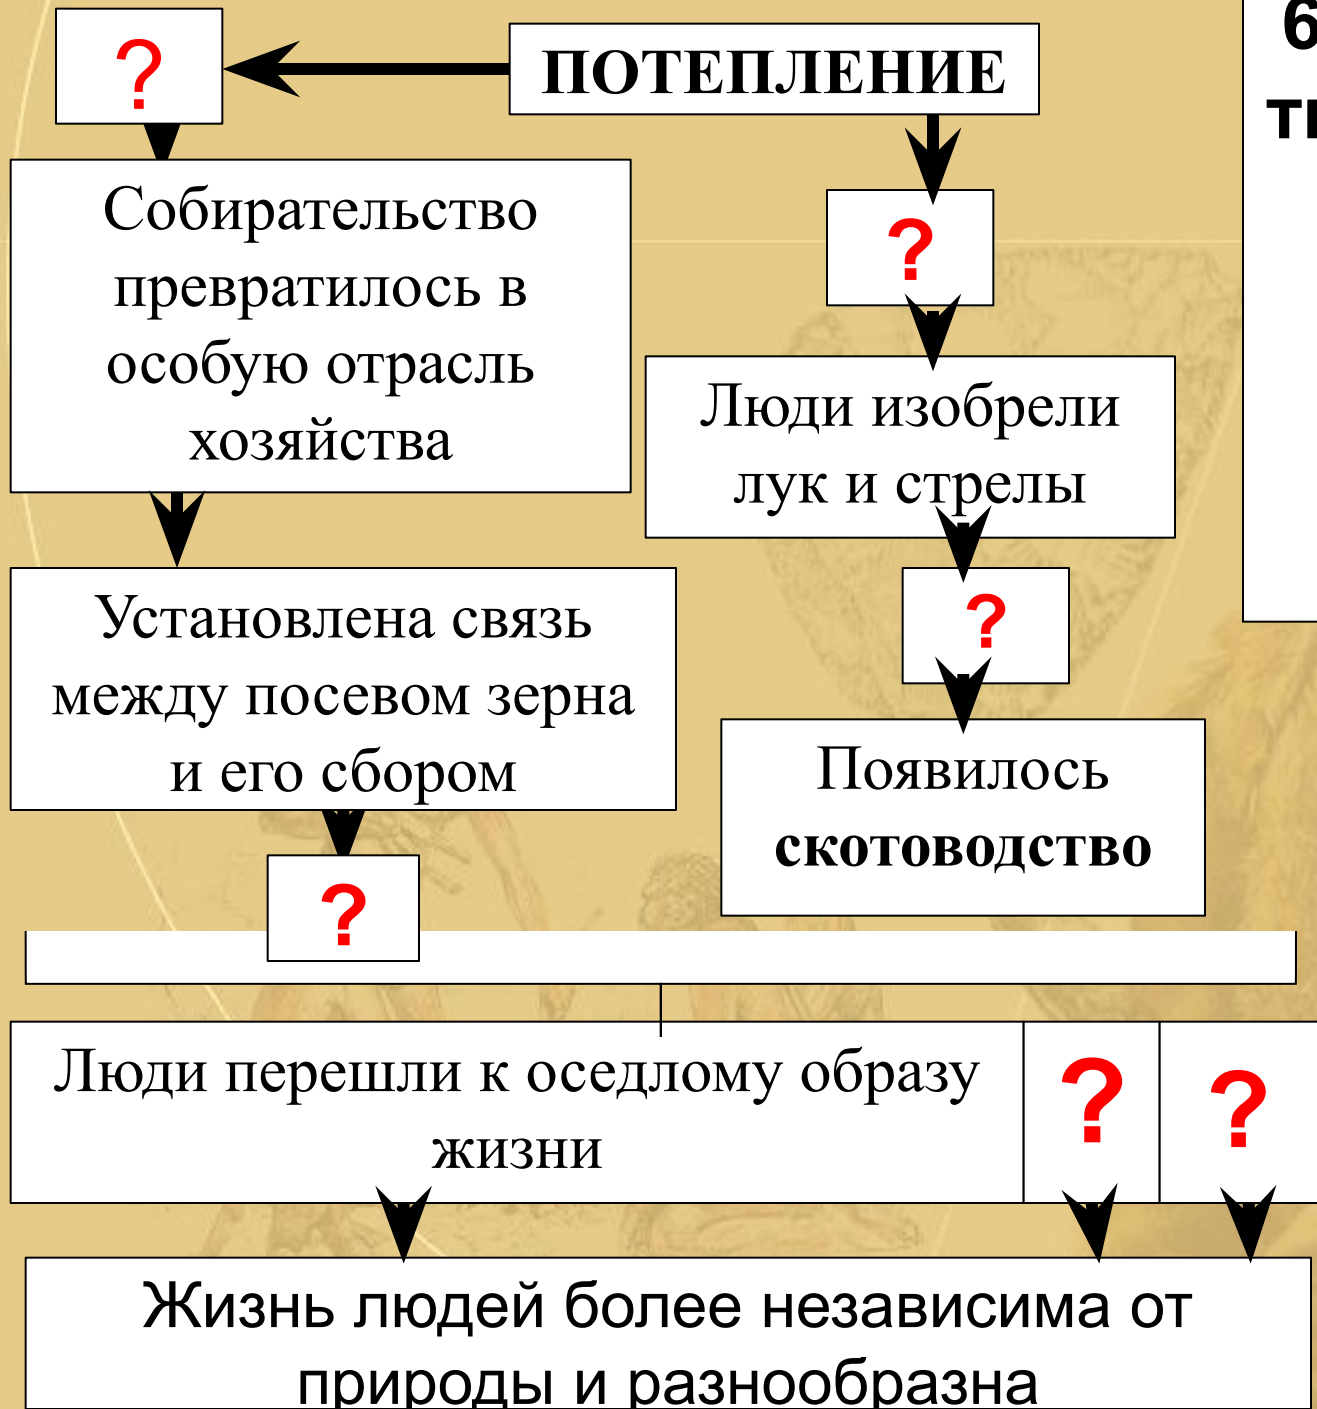 ?
ПОТЕПЛЕНИЕ
Собирательство
превратилось в
особую отрасль
хозяйства
?
Люди изобрели
лук и стрелы
Установлена связь
между посевом зерна
и его сбором
?
Появилось
скотоводство
?
Люди перешли к оседлому образу
жизни
?
?
Жизнь людей более независима от
природы и разнообразна